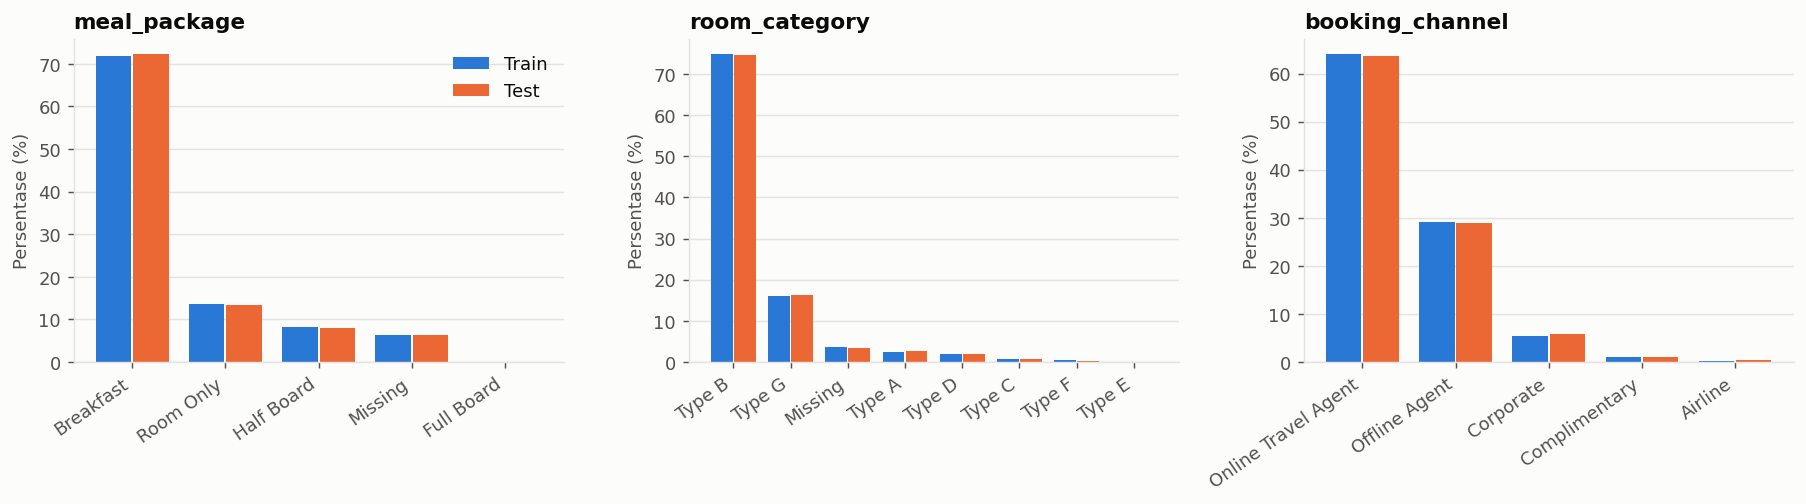 meal_package
Persentase (%)
70
60
50
40
30
20
10
0
Train
Test
Breakfast
Room Only
Half Board
Missing
Full Board
room_category
Persentase (%)
70
60
50
40
30
20
10
0
Type B
Type G
Missing
Type A
Type D
Type C
Type F
Type E
booking_channel
Persentase (%)
60
50
40
30
20
10
0
Online Travel Agent
Offline Agent
Corporate
Complimentary
Airline